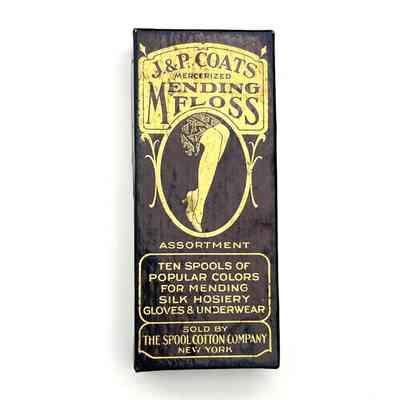 J. & P. COATS
MERCERIZED
MENDING
FLOSS
ASSORTMENT
TEN SPOOLS OF
POPULAR COLORS
FOR MENDING
SILK HOSIERY
GLOVES & UNDERWEAR
SOLD BY
THE SPOOL COTTON COMPANY
NEW YORK